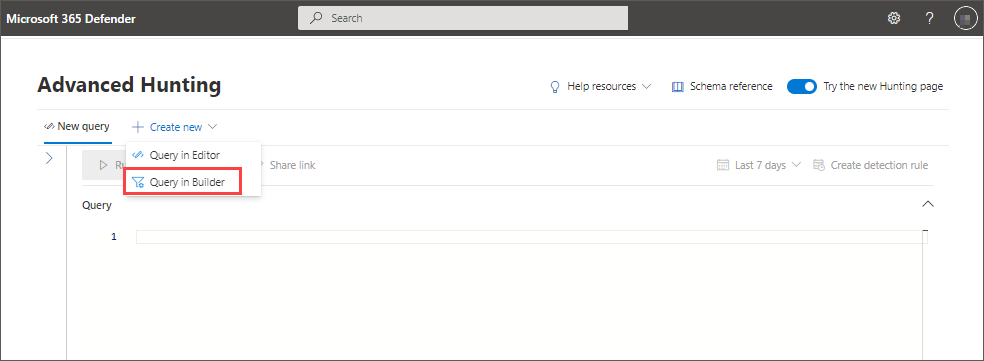 Microsoft 365 Defender
Search
?
Advanced Hunting
Help resources
Schema reference
Try the new Hunting page
New query
Create new
Query in Editor
Query in Builder
Share link
Last 7 days
Create detection rule
Query
1